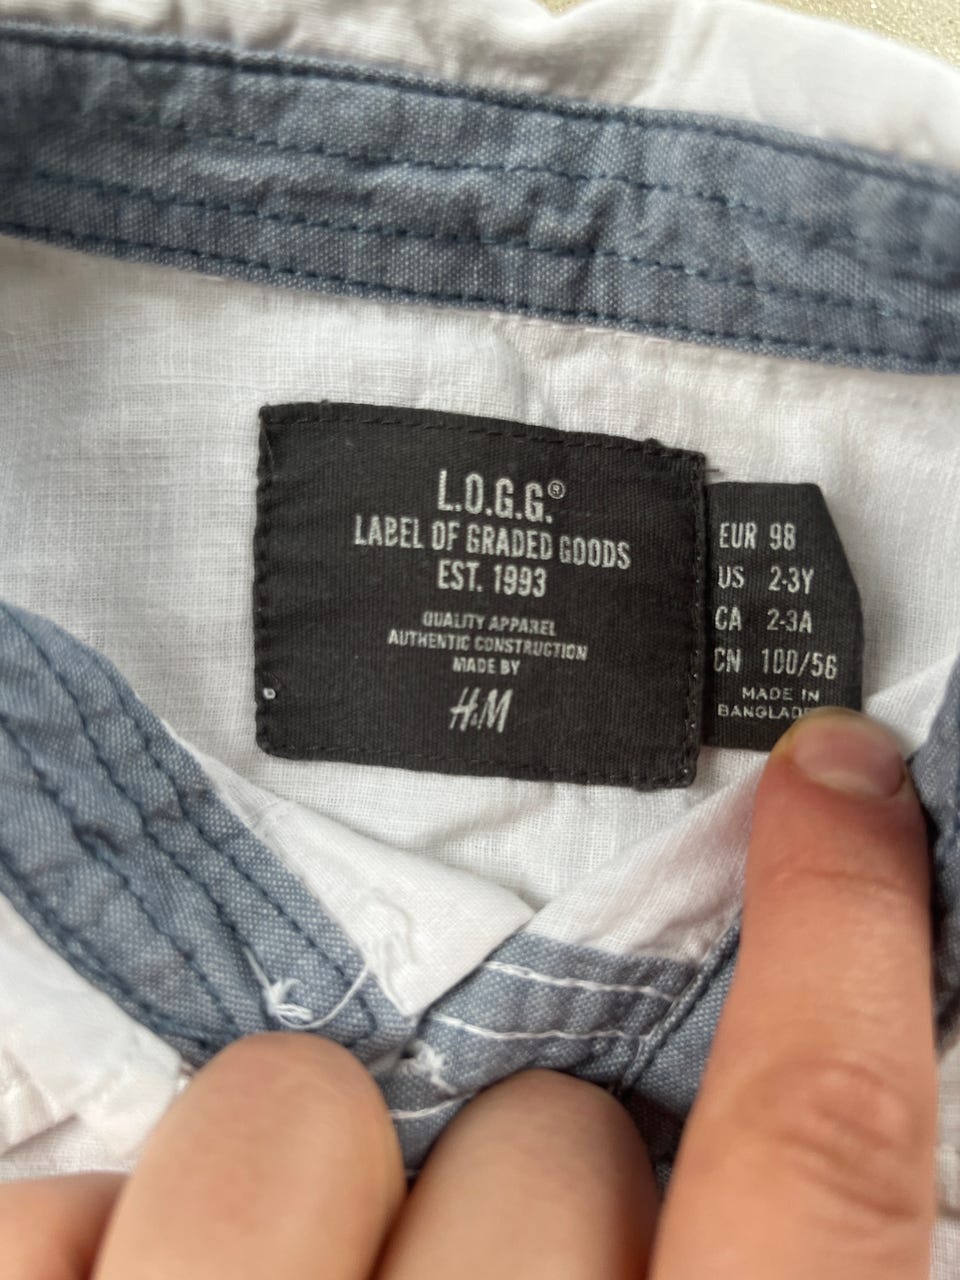 L.O.G.G.®
LABEL OF GRADED GOODS
EST. 1993
QUALITY APPAREL
AUTHENTIC CONSTRUCTION
MADE BY
H&M
EUR 98
US 2-3Y
CA 2-3A
CN 100/56
MADE IN